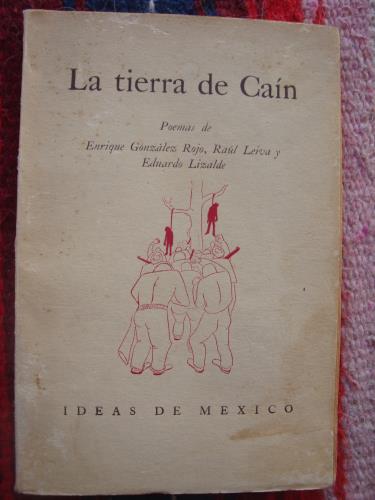 La tierra de Caín
Poemas de
Enrique González Rojo, Raúl Leiva y
Eduardo Lizalde
IDEAS DE MEXICO